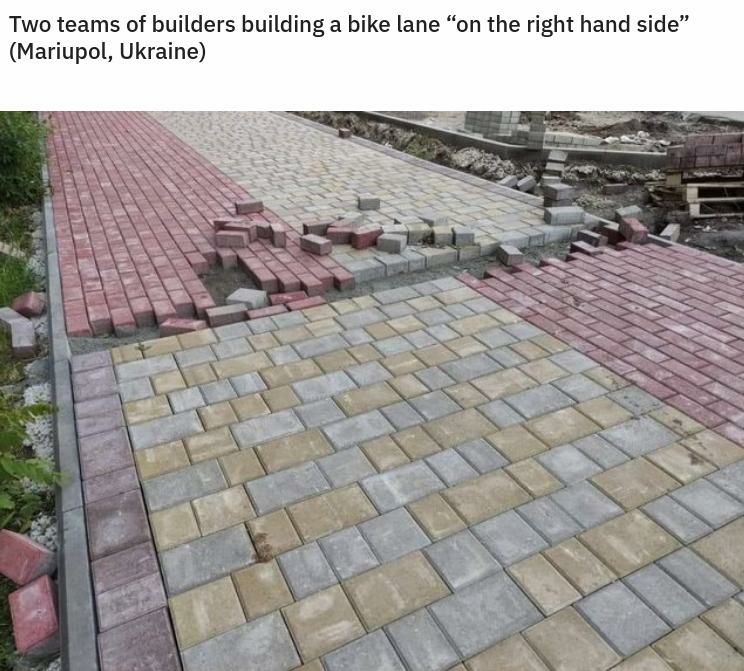 Two teams of builders building a bike lane “on the right hand side”
(Mariupol, Ukraine)